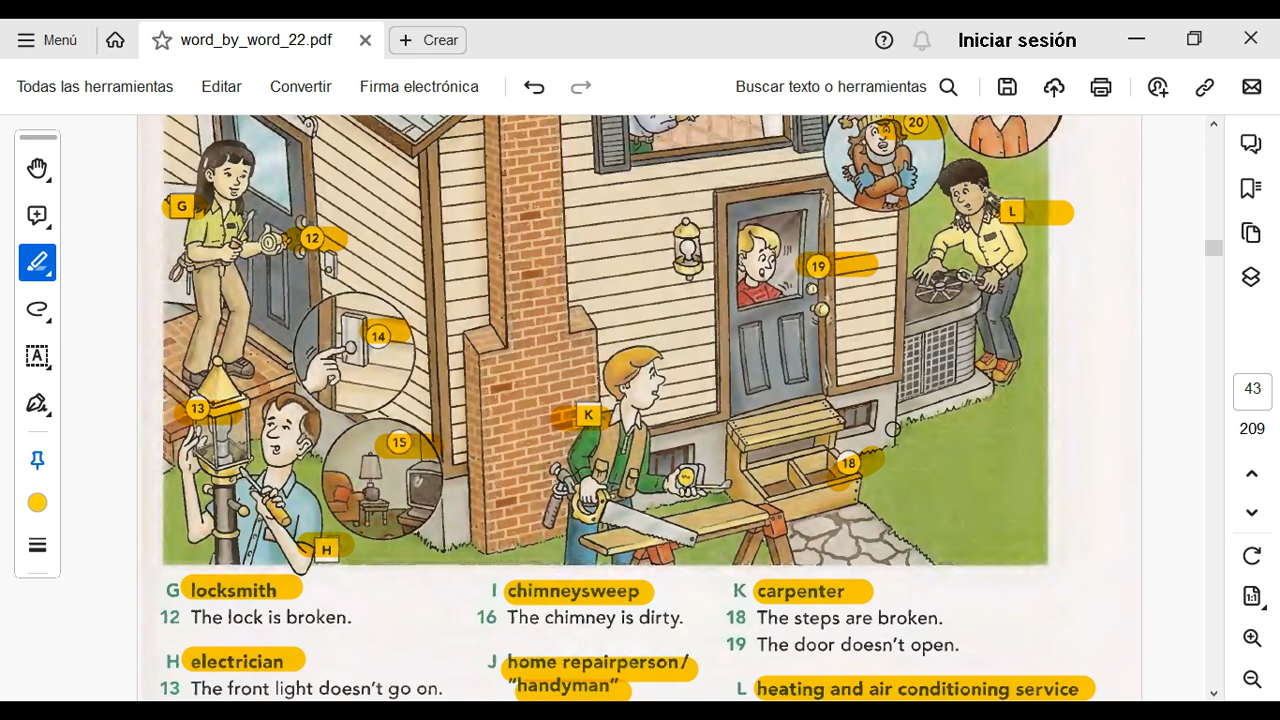 Menú
word_by_word_22.pdf
Crear
Iniciar sesión
Todas las herramientas
Editar
Convertir
Firma electrónica
Buscar texto o herramientas
20
G
12
L
19
14
13
K
15
18
H
43
209
1:1
A
G locksmith
12 The lock is broken.
H electrician
13 The front light doesn't go on.
I chimneysweep
16 The chimney is dirty.
J home repairperson/
"handyman"
K carpenter
18 The steps are broken.
19 The door doesn't open.
L heating and air conditioning service